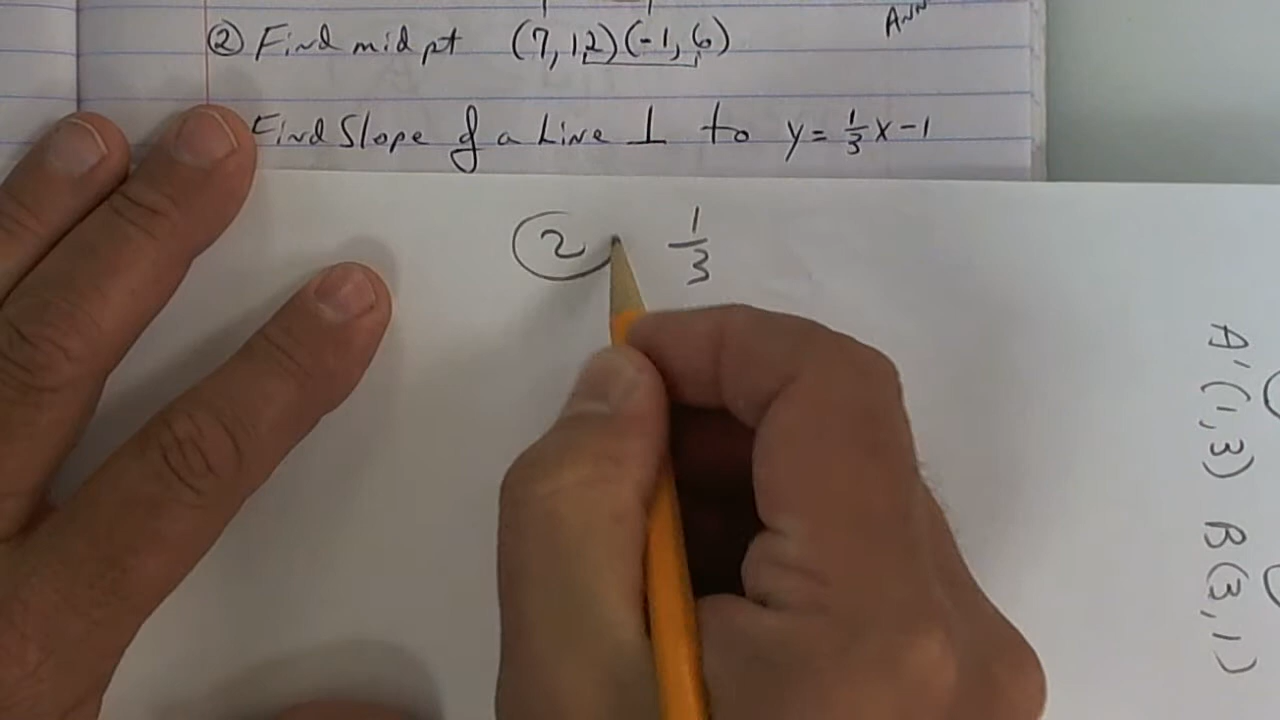 Ann
② Find mid pt (7, 12)(-1, 6)
Find Slope of a Line ⊥ to y = 1/3 x - 1
② 1/3
A'(1, 3) B(3, 1)